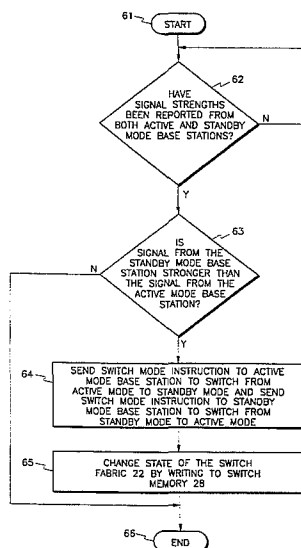 61
START
62
HAVE
SIGNAL STRENGTHS
BEEN REPORTED FROM
BOTH ACTIVE AND STANDBY
MODE BASE STATIONS?
N
Y
63
IS
SIGNAL FROM THE
STANDBY MODE BASE
STATION STRONGER THAN
THE SIGNAL FROM THE
ACTIVE MODE BASE
STATION?
N
Y
64
SEND SWITCH MODE INSTRUCTION TO ACTIVE
MODE BASE STATION TO SWITCH FROM
ACTIVE MODE TO STANDBY MODE AND SEND
SWITCH MODE INSTRUCTION TO STANDBY
MODE BASE STATION TO SWITCH FROM
STANDBY MODE TO ACTIVE MODE
65
CHANGE STATE OF THE SWITCH
FABRIC 22 BY WRITING TO SWITCH
MEMORY 28
66
END